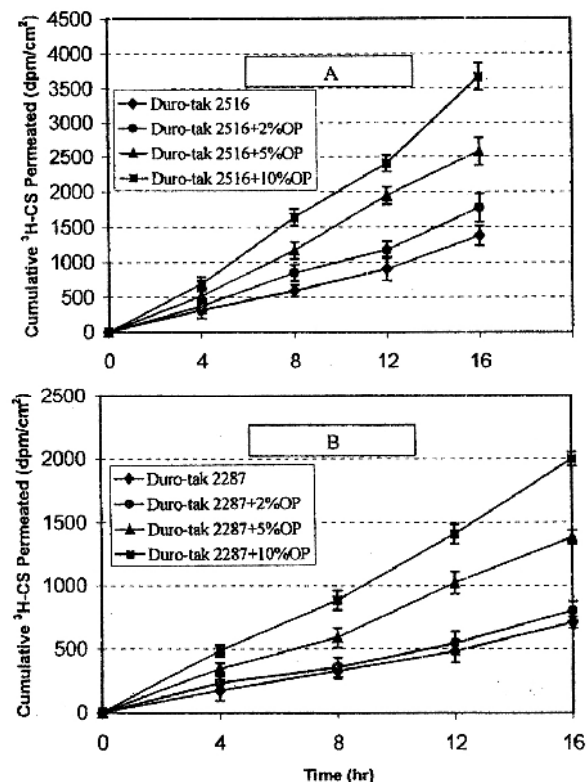 4500
4000
3500
3000
2500
2000
1500
1000
500
0
Cumulative ³H-CS Permeated (dpm/cm²)
A
Duro-tak 2516
Duro-tak 2516+2%OP
Duro-tak 2516+5%OP
Duro-tak 2516+10%OP
0 4 8 12 16
2500
2000
1500
1000
500
0
Cumulative ³H-CS Permeated (dpm/cm²)
B
Duro-tak 2287
Duro-tak 2287+2%OP
Duro-tak 2287+5%OP
Duro-tak 2287+10%OP
0 4 8 12 16
Time (hr)